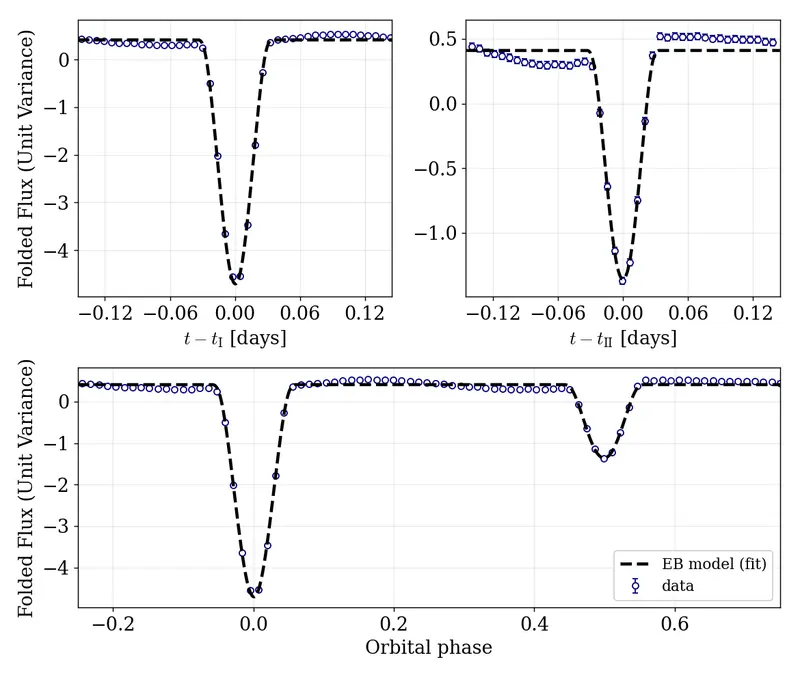 Folded Flux (Unit Variance)
0
−1
−2
−3
−4
−0.12 −0.06 0.00 0.06 0.12
t − t_I [days]
0.5
0.0
−0.5
−1.0
−0.12 −0.06 0.00 0.06 0.12
t − t_II [days]
Folded Flux (Unit Variance)
0
−1
−2
−3
−4
EB model (fit)
data
−0.2 0.0 0.2 0.4 0.6
Orbital phase